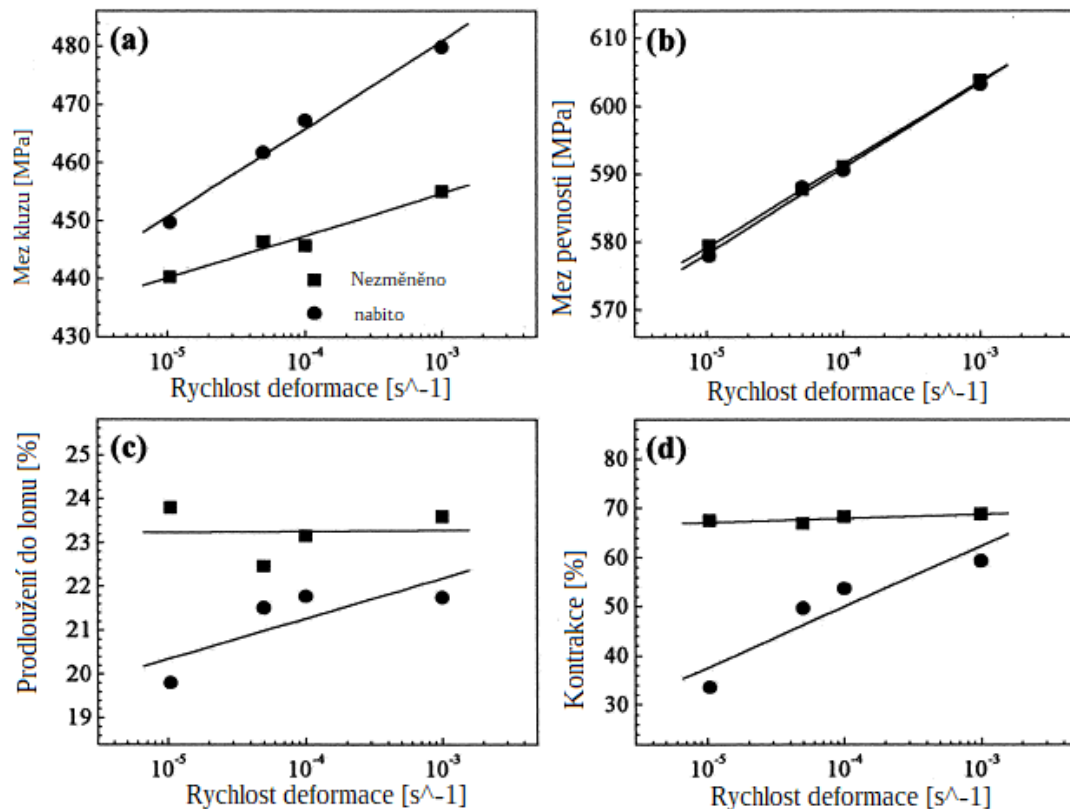 (a)
Mez kluzu [MPa]
480
470
460
450
440
430
Nezměněno
nabito
10^-5
10^-4
10^-3
Rychlost deformace [s^-1]
(b)
Mez pevnosti [MPa]
610
600
590
580
570
10^-5
10^-4
10^-3
Rychlost deformace [s^-1]
(c)
Prodloužení do lomu [%]
25
24
23
22
21
20
19
10^-5
10^-4
10^-3
Rychlost deformace [s^-1]
(d)
Kontrakce [%]
80
70
60
50
40
30
10^-5
10^-4
10^-3
Rychlost deformace [s^-1]